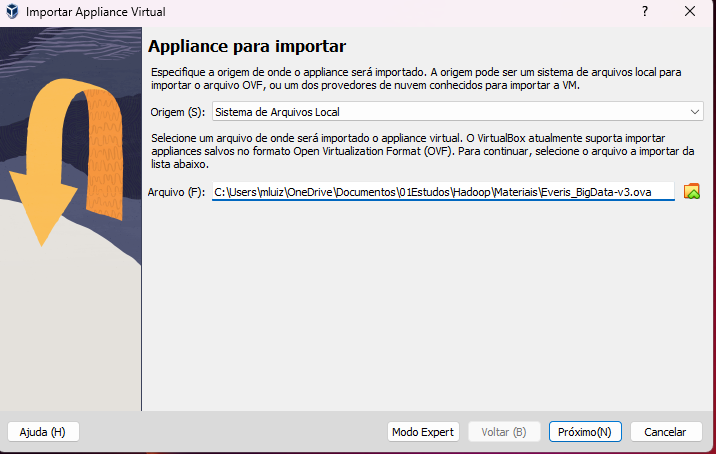 Importar Appliance Virtual
?
Appliance para importar
Especifique a origem de onde o appliance será importado. A origem pode ser um sistema de arquivos local para
importar o arquivo OVF, ou um dos provedores de nuvem conhecidos para importar a VM.
Origem (S): Sistema de Arquivos Local
Selecione um arquivo de onde será importado o appliance virtual. O VirtualBox atualmente suporta importar
appliances salvos no formato Open Virtualization Format (OVF). Para continuar, selecione o arquivo a importar da
lista abaixo.
Arquivo (F): C:\Users\mluiz\OneDrive\Documentos\01Estudos\Hadoop\Materiais\Everis_BigData-v3.ova
Ajuda (H) Modo Expert Voltar (B) Próximo(N) Cancelar